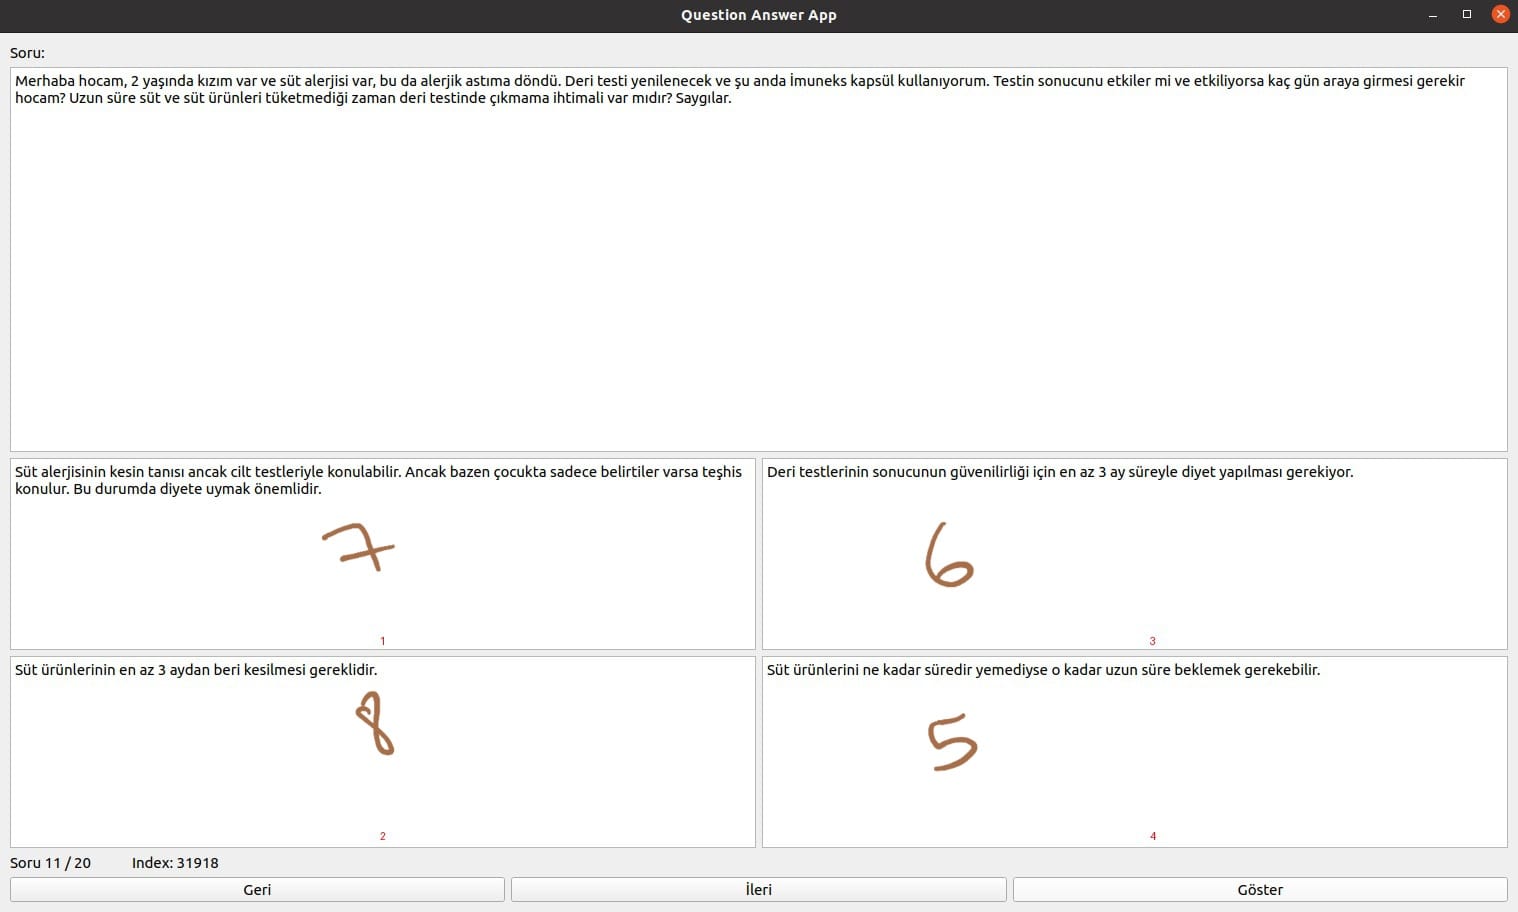 Question Answer App
Soru:
Merhaba hocam, 2 yaşında kızım var ve süt alerjisi var, bu da alerjik astıma döndü. Deri testi yenilenecek ve şu anda İmuneks kapsül kullanıyorum. Testin sonucunu etkiler mi ve etkiliyorsa kaç gün araya girmesi gerekir
hocam? Uzun süre süt ve süt ürünleri tüketmediği zaman deri testinde çıkmama ihtimali var mıdır? Saygılar.
Süt alerjisinin kesin tanısı ancak cilt testleriyle konulabilir. Ancak bazen çocukta sadece belirtiler varsa teşhis
konulur. Bu durumda diyete uymak önemlidir.
7
1
Deri testlerinin sonucunun güvenilirliği için en az 3 ay süreyle diyet yapılması gerekiyor.
6
3
Süt ürünlerinin en az 3 aydan beri kesilmesi gereklidir.
8
2
Süt ürünlerini ne kadar süredir yemediyse o kadar uzun süre beklemek gerekebilir.
5
4
Soru 11 / 20 Index: 31918
Geri İleri Göster